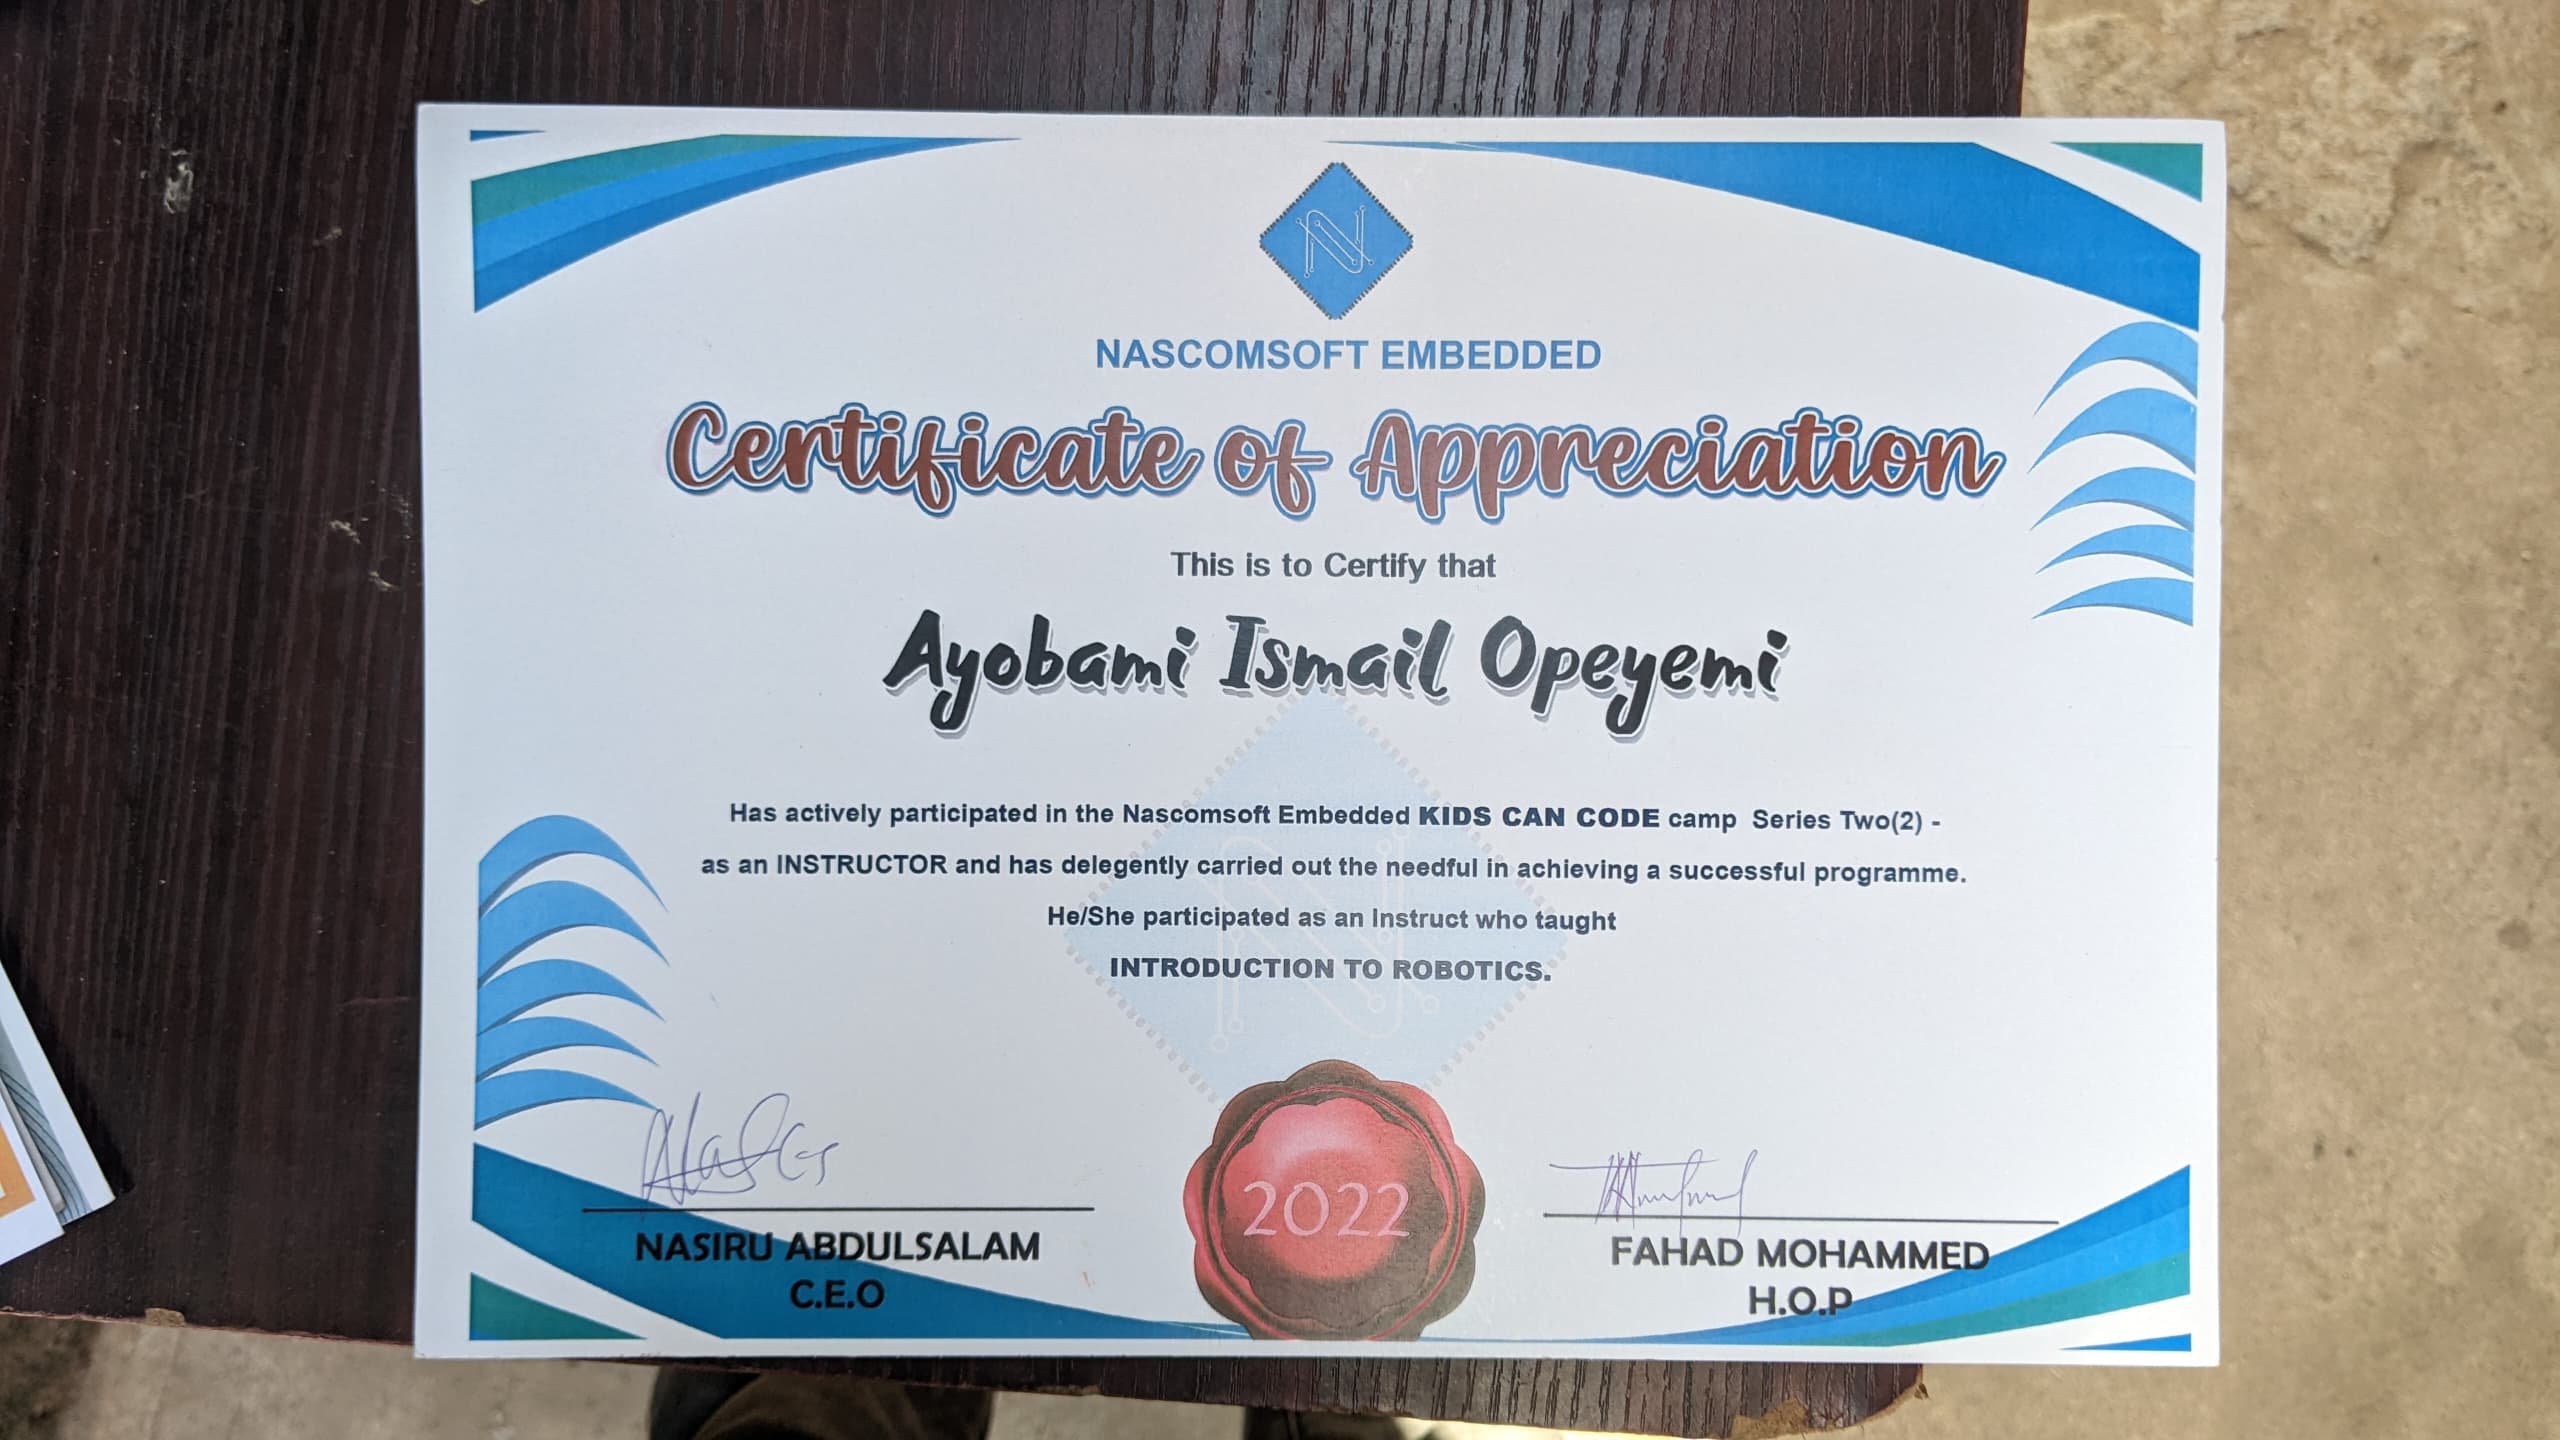 NASCOMSOFT EMBEDDED
Certificate of Appreciation
This is to Certify that
Ayobami Ismail Opeyemi
Has actively participated in the Nascomsoft Embedded KIDS CAN CODE camp Series Two(2) -
as an INSTRUCTOR and has delegently carried out the needful in achieving a successful programme.
He/She participated as an Instruct who taught
INTRODUCTION TO ROBOTICS.
2022
NASIRU ABDULSALAM
C.E.O
FAHAD MOHAMMED
H.O.P